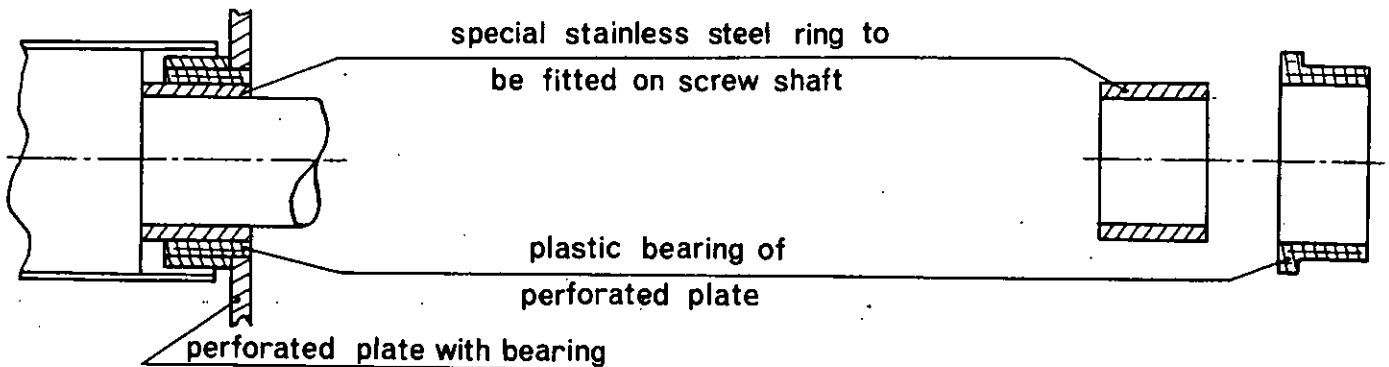 special stainless steel ring to
be fitted on screw shaft
plastic bearing of
perforated plate
perforated plate with bearing